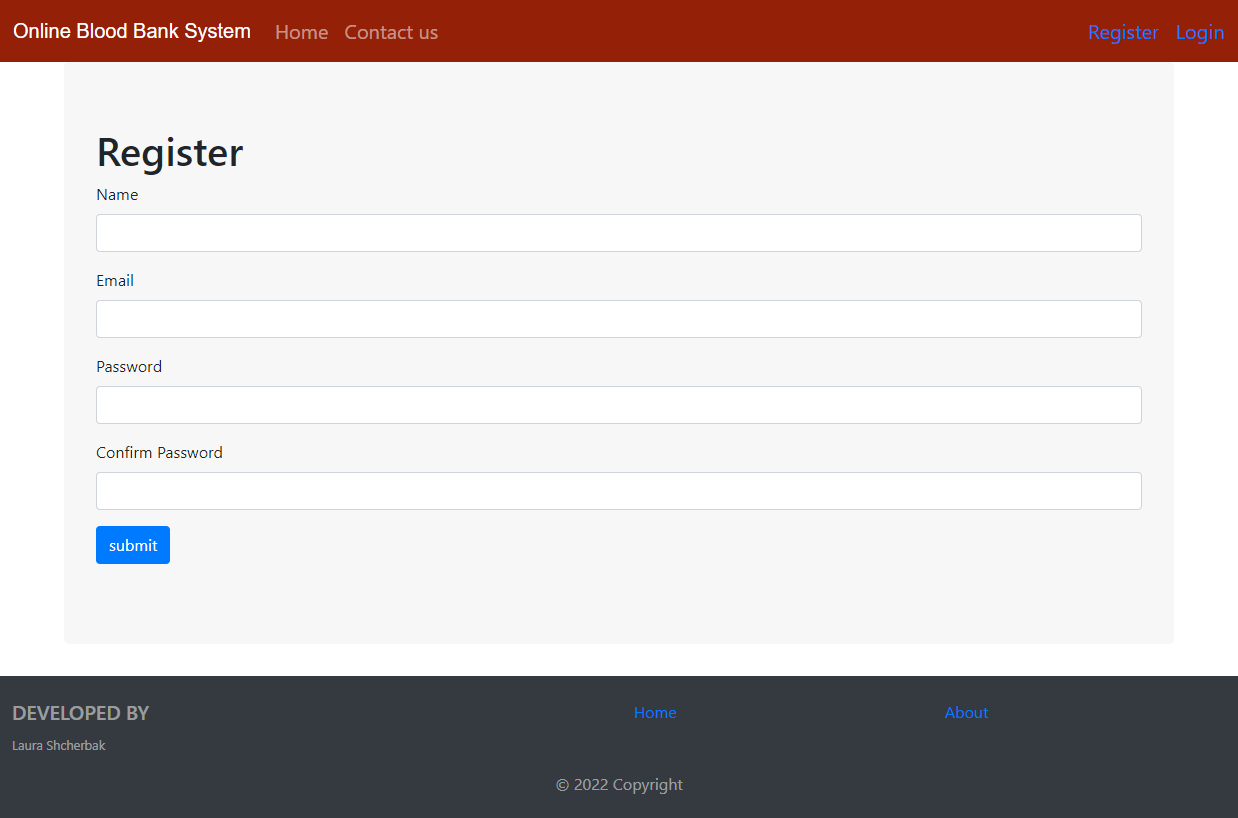 Online Blood Bank System Home Contact us Register Login
Register
Name
Email
Password
Confirm Password
submit
DEVELOPED BY Home About
Laura Shcherbak
© 2022 Copyright